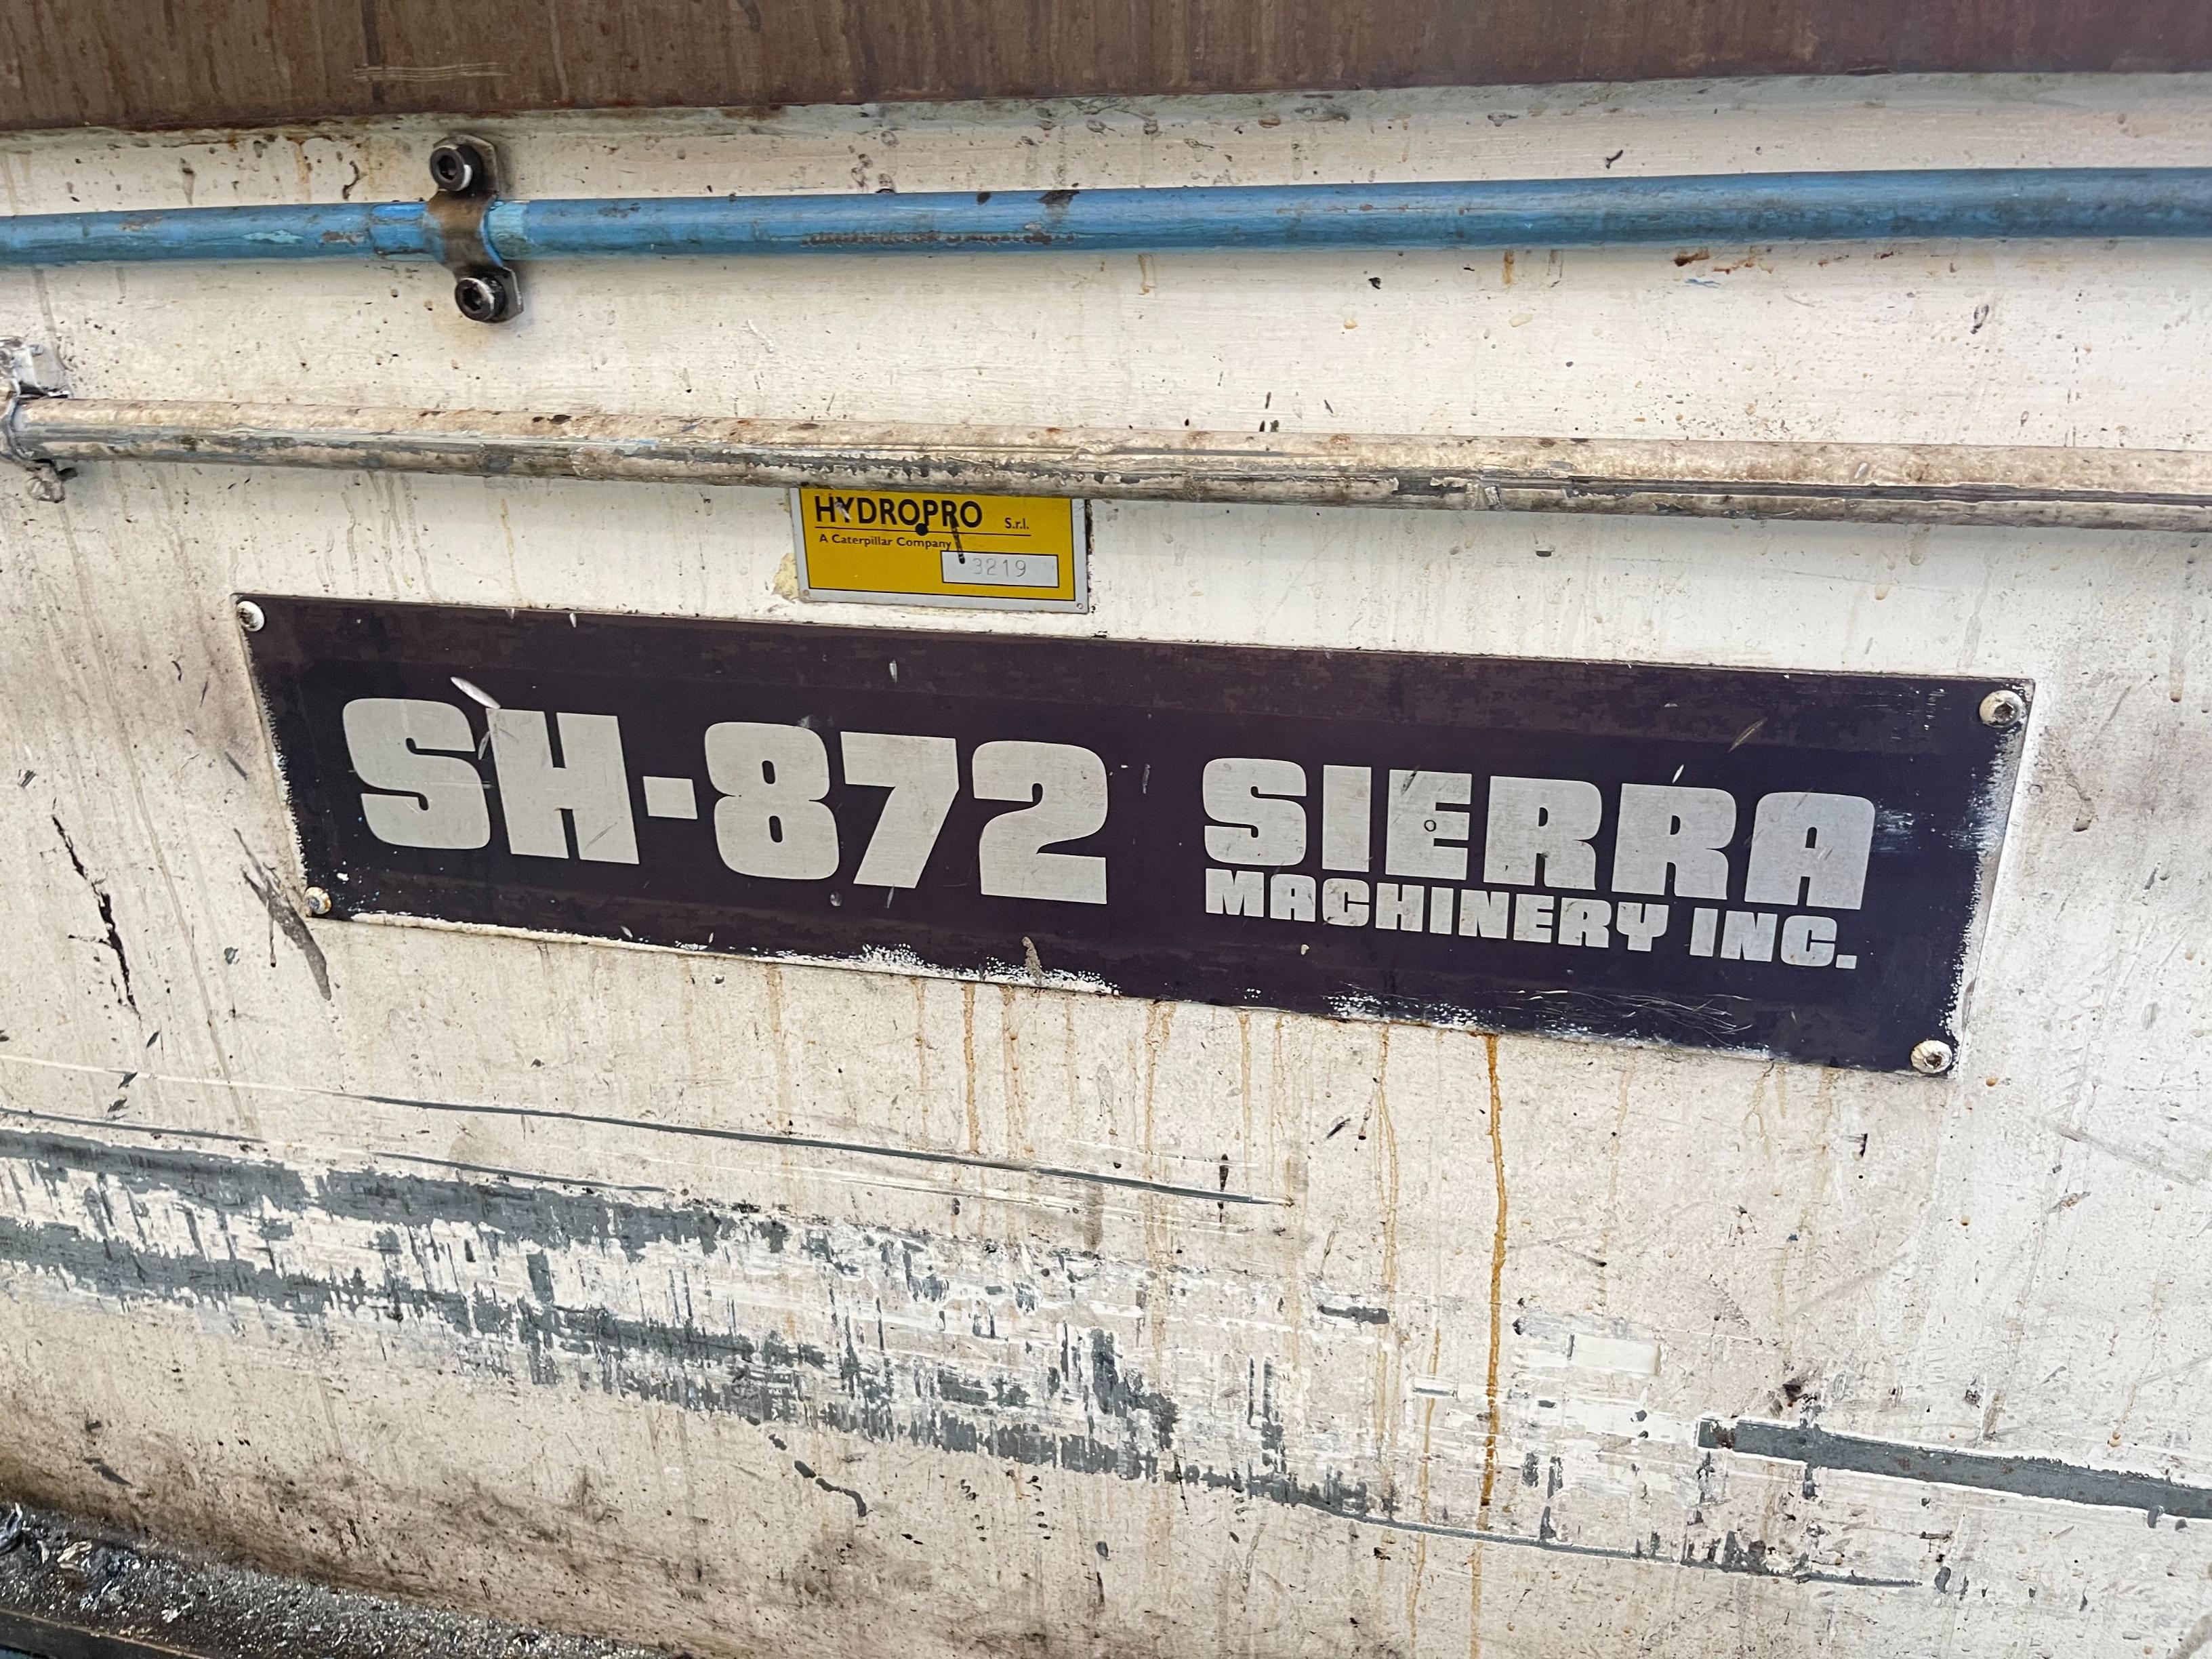 HYDROPRO S.r.l.
A Caterpillar Company
3219
SH-872 SIERRA
MACHINERY INC.